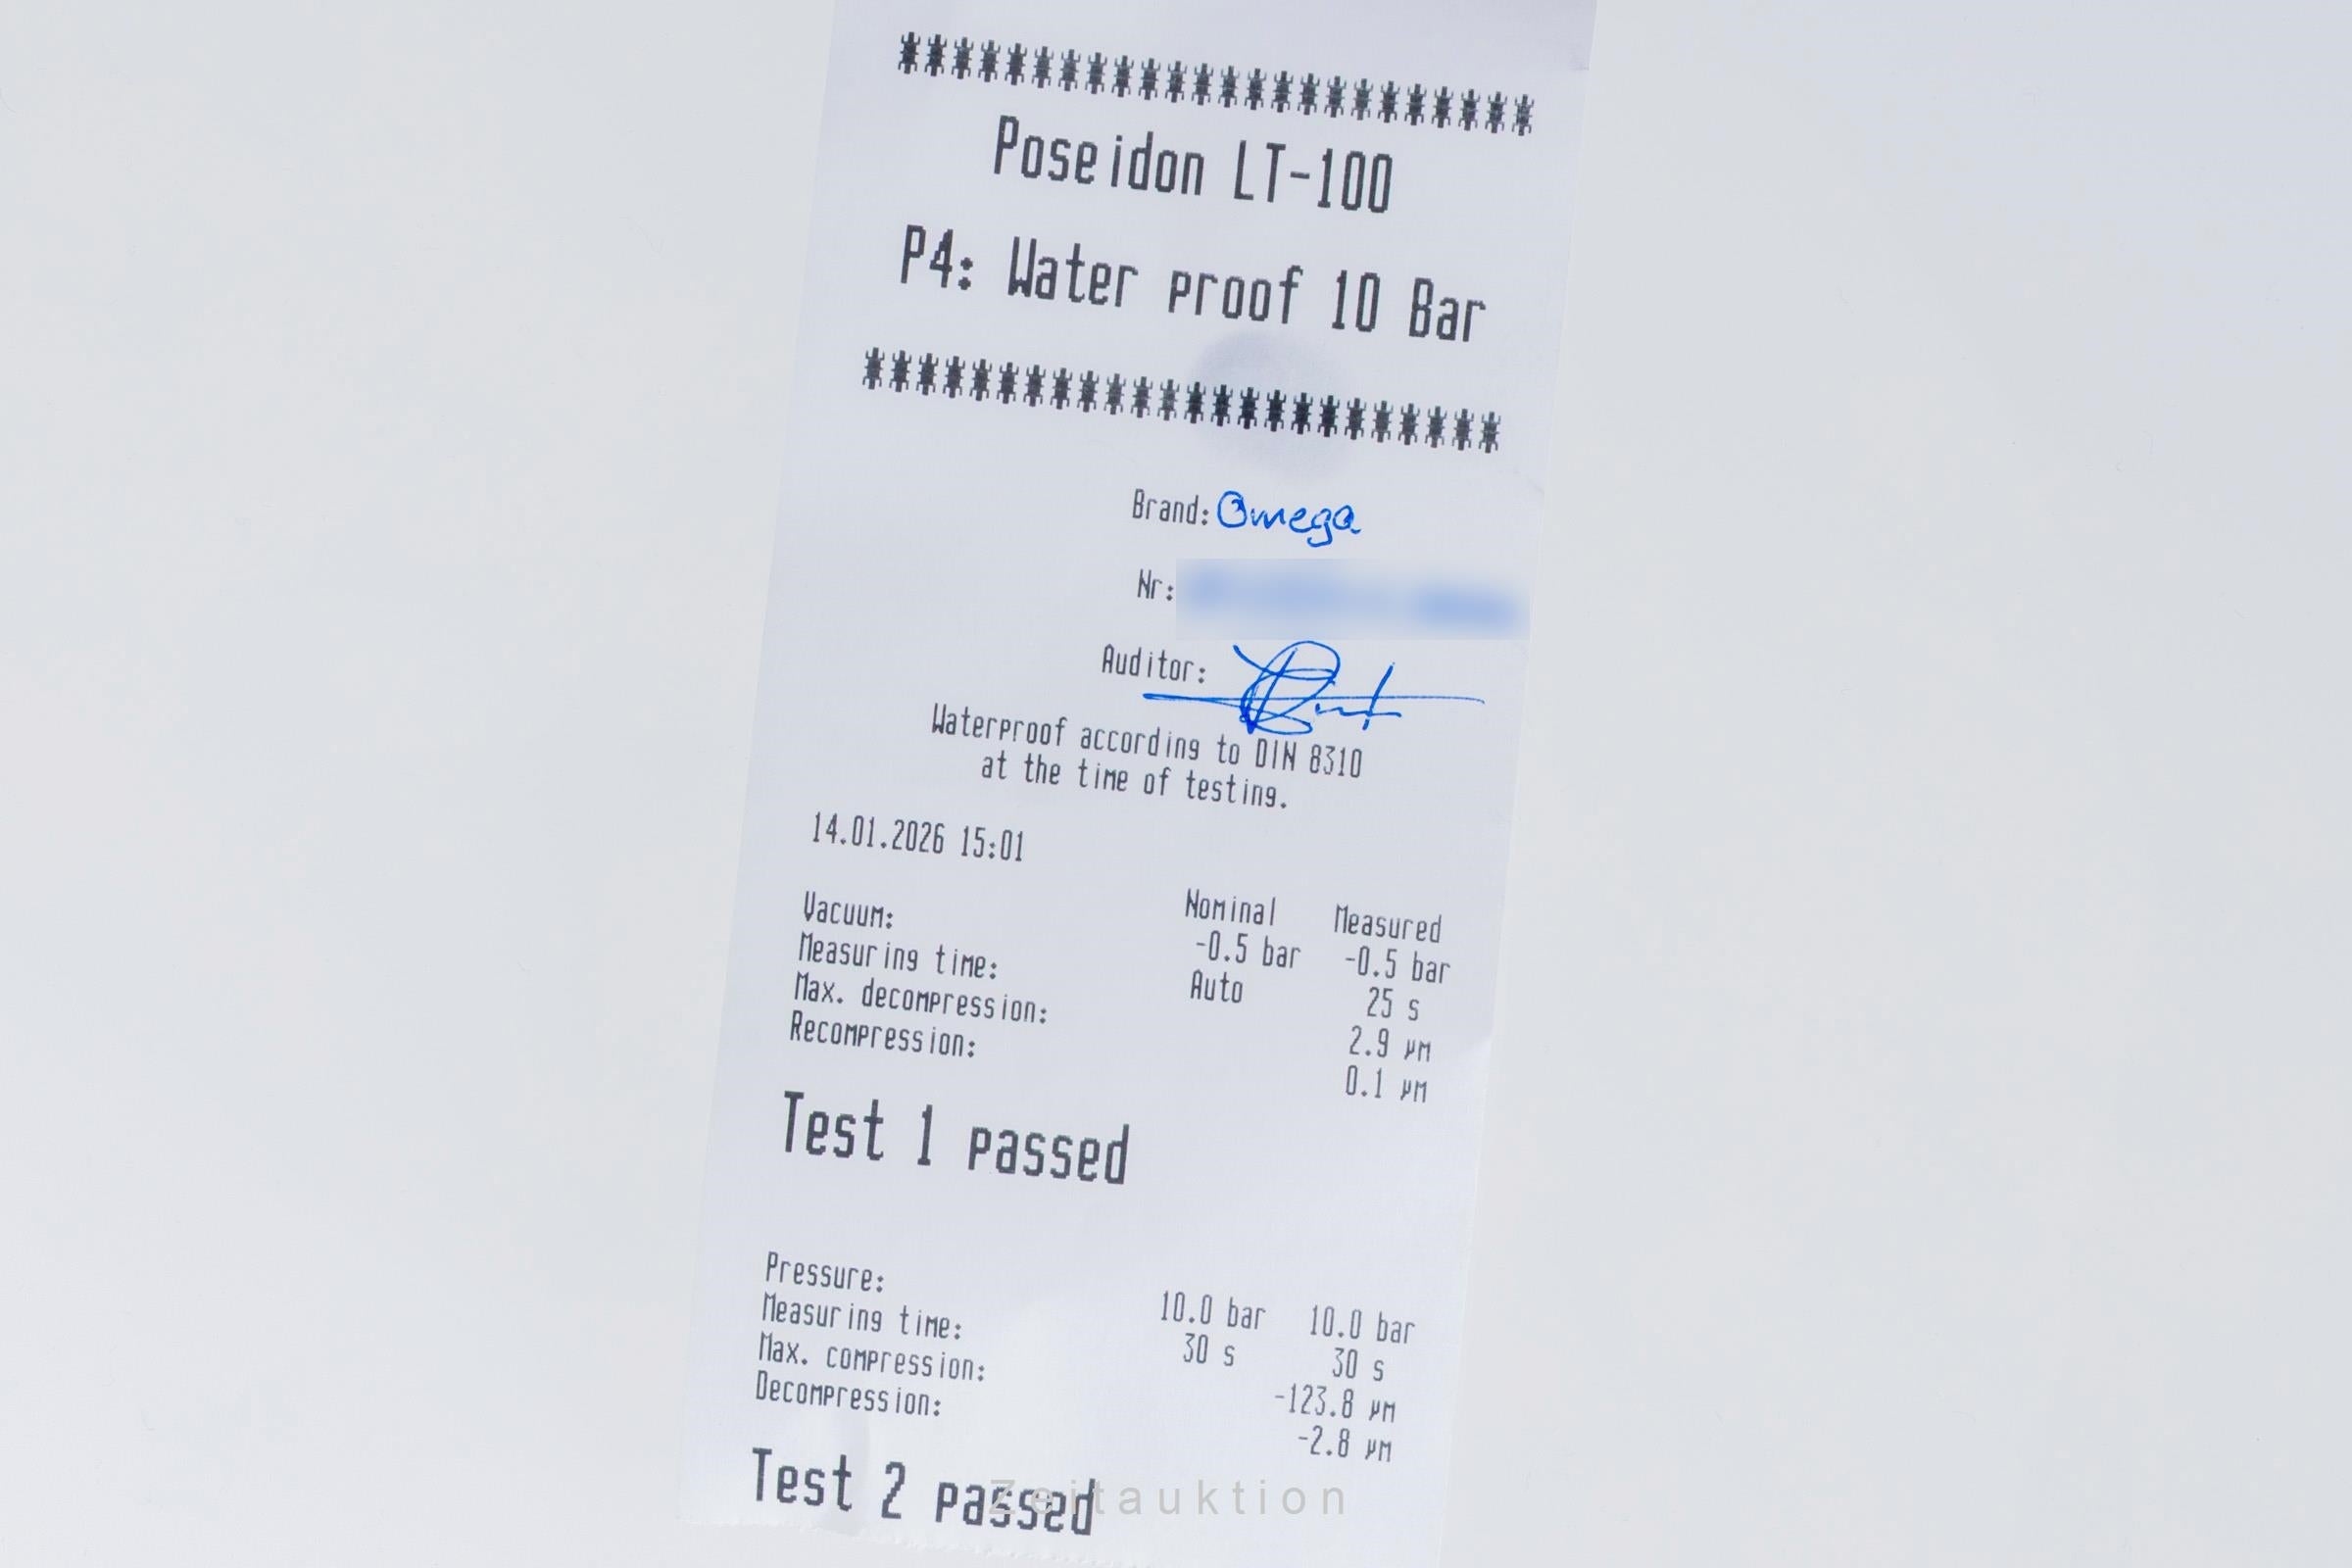 ************************
Poseidon LT-100
P4: Water proof 10 Bar
************************
Brand: Omega
Nr:
Auditor:
Waterproof according to DIN 8310
at the time of testing.
14.01.2026 15:01
Nominal Measured
Vacuum: -0.5 bar -0.5 bar
Measuring time: Auto 25 s
Max. decompression: 2.9 µm
Recompression: 0.1 µm
Test 1 passed
Pressure: 10.0 bar 10.0 bar
Measuring time: 30 s 30 s
Max. compression: -123.8 µm
Decompression: -2.8 µm
Test 2 passed
Zeitauktion